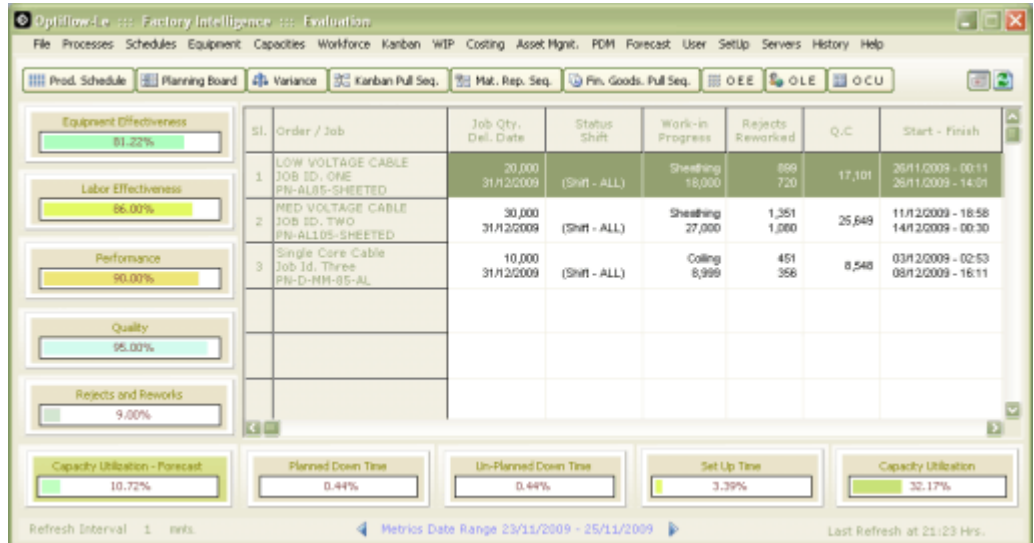 Optiflow-Le ::: Factory Intelligence ::: Evaluation
File Processes Schedules Equipment Capacities Workforce Kanban WIP Costing Asset Mgnt. PDM Forecast User SetUp Servers History Help
Prod. Schedule Planning Board Variance Kanban Pull Seq. Mat. Rep. Seq. Fin. Goods. Pull Seq. O E E O L E O C U
Equipment Effectiveness
81.22%
Labor Effectiveness
86.00%
Performance
90.00%
Quality
95.00%
Rejects and Reworks
9.00%
Sl. Order / Job Job Qty. Status Work-in Rejects Q.C Start - Finish
Del. Date Shift Progress Reworked
LOW VOLTAGE CABLE 20,000 Sheathing 899 26/11/2009 - 00:11
1 JOB ID. ONE 31/12/2009 (Shift - ALL) 18,000 720 17,101 26/11/2009 - 14:01
PN-AL85-SHEETED
MED VOLTAGE CABLE 30,000 Sheathing 1,351 11/12/2009 - 18:58
2 JOB ID. TWO 31/12/2009 (Shift - ALL) 27,000 1,080 25,649 14/12/2009 - 00:30
PN-AL105-SHEETED
Single Core Cable 10,000 Coiling 451 03/12/2009 - 02:53
3 Job Id. Three 31/12/2009 (Shift - ALL) 8,999 356 8,548 08/12/2009 - 16:11
PN-D-MM-85-AL
Capacity Utilization - Forecast
10.72%
Planned Down Time
0.44%
Un-Planned Down Time
0.44%
Set Up Time
3.39%
Capacity Utilization
32.17%
Refresh Interval 1 mnts. Metrics Date Range 23/11/2009 - 25/11/2009 Last Refresh at 21:23 Hrs.